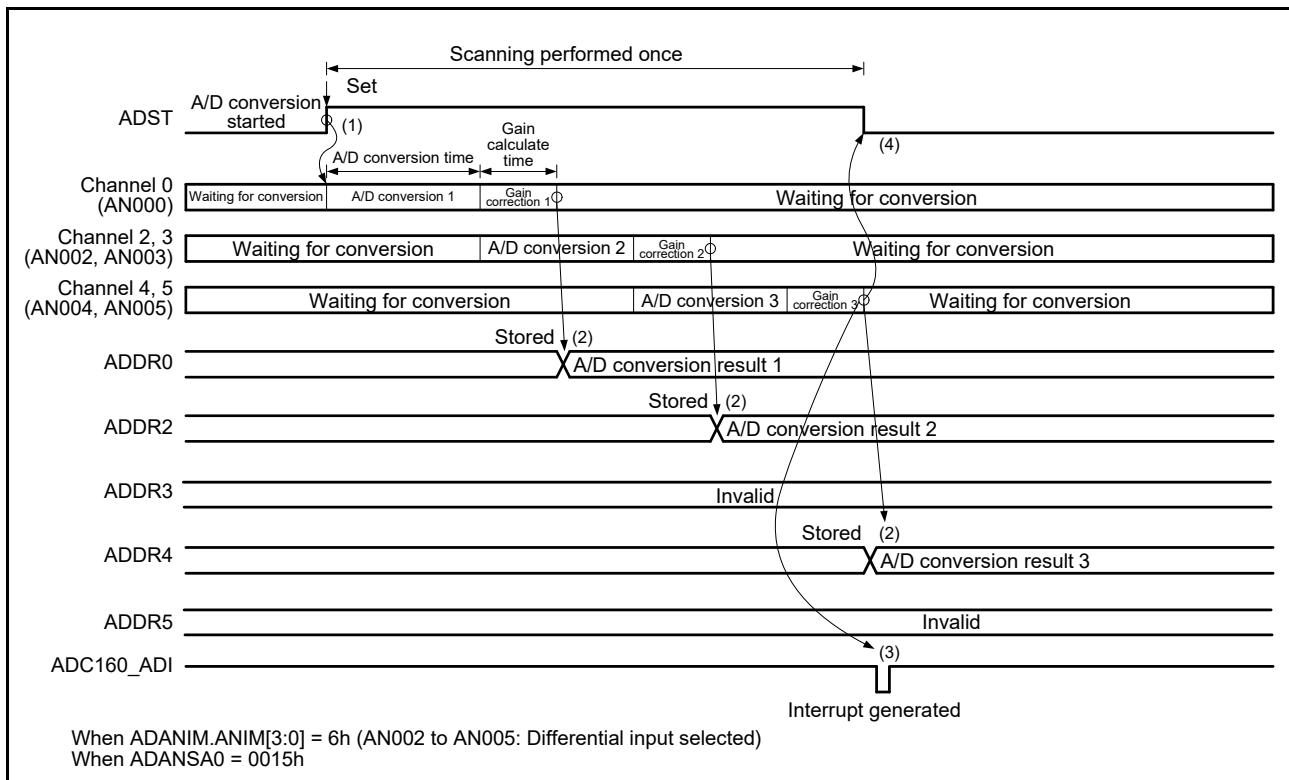 Scanning performed once
Set
ADST
A/D conversion
started
(1)
(4)
A/D conversion time
Gain
calculate
time
Channel 0
(AN000)
Waiting for conversion
A/D conversion 1
Gain
correction 1
Waiting for conversion
Channel 2, 3
(AN002, AN003)
Waiting for conversion
A/D conversion 2
Gain
correction 2
Waiting for conversion
Channel 4, 5
(AN004, AN005)
Waiting for conversion
A/D conversion 3
Gain
correction 3
Waiting for conversion
Stored (2)
ADDR0
A/D conversion result 1
Stored (2)
ADDR2
A/D conversion result 2
ADDR3
Invalid
Stored (2)
ADDR4
A/D conversion result 3
ADDR5
Invalid
ADC160_ADI
(3)
Interrupt generated
When ADANIM.ANIM[3:0] = 6h (AN002 to AN005: Differential input selected)
When ADANSA0 = 0015h